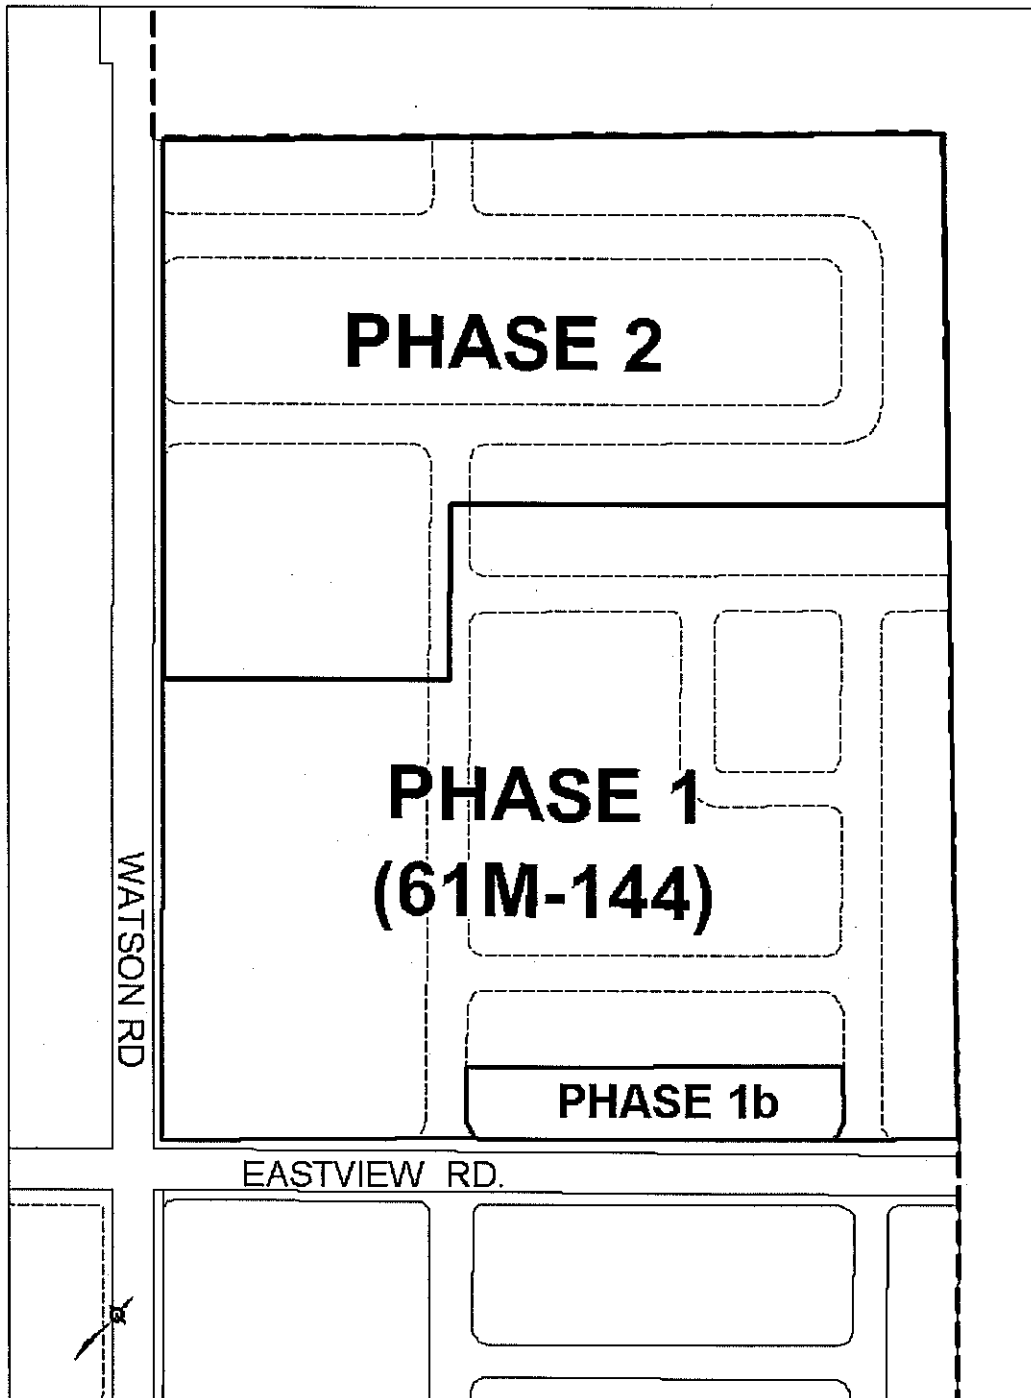 PHASE 2
PHASE 1
(61M-144)
WATSON RD
PHASE 1b
EASTVIEW RD.